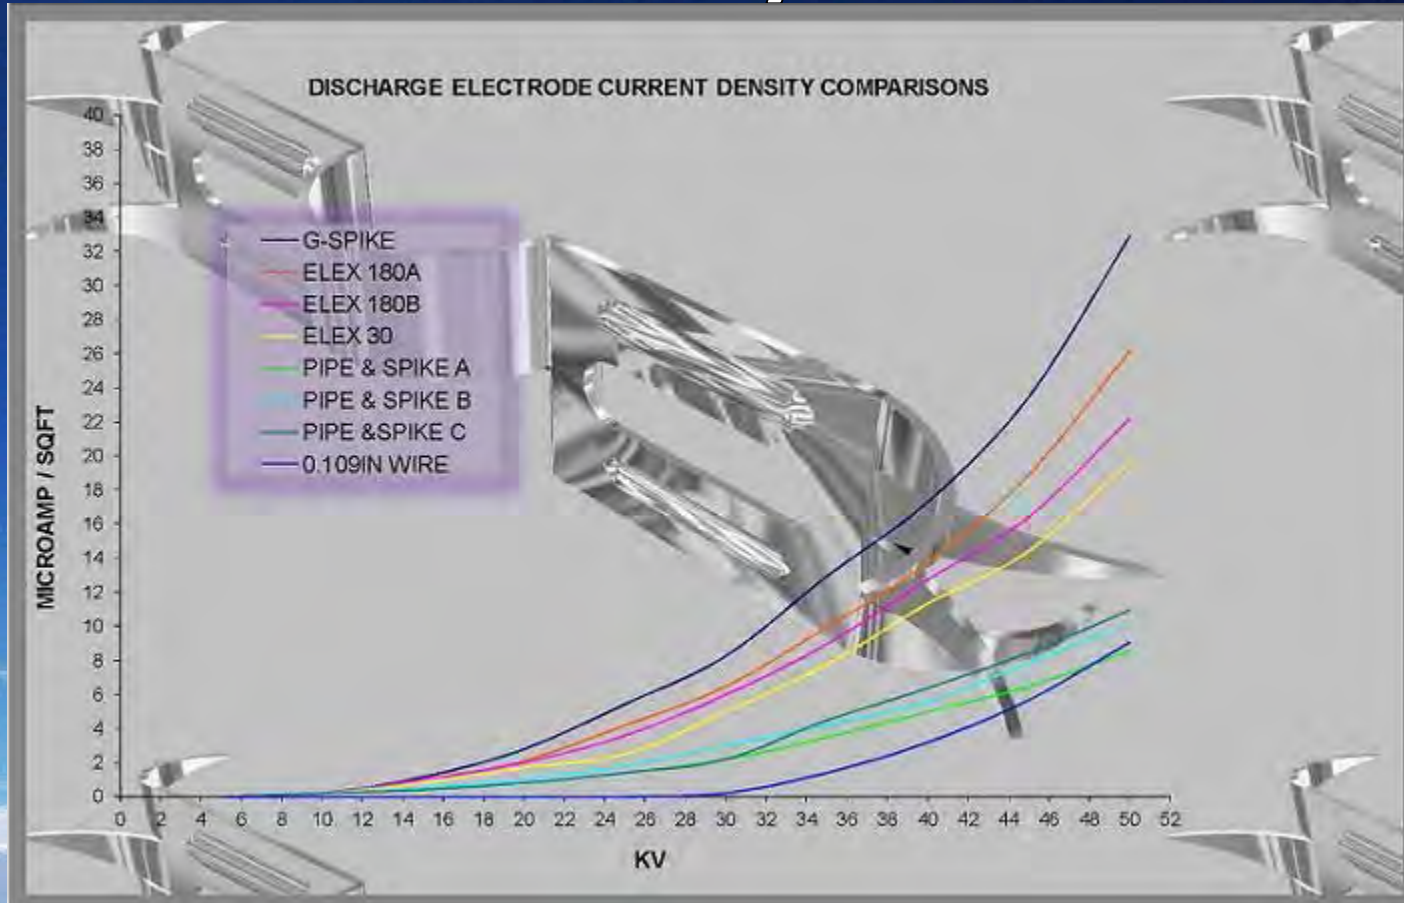 DISCHARGE ELECTRODE CURRENT DENSITY COMPARISONS
40
38
36
34
32
30
28
26
24
22
20
18
16
14
12
10
8
6
4
2
0
MICROAMP / SQFT
G-SPIKE
ELEX 180A
ELEX 180B
ELEX 30
PIPE & SPIKE A
PIPE & SPIKE B
PIPE &SPIKE C
0.109IN WIRE
0 2 4 6 8 10 12 14 16 18 20 22 24 26 28 30 32 34 36 38 40 42 44 46 48 50 52
KV